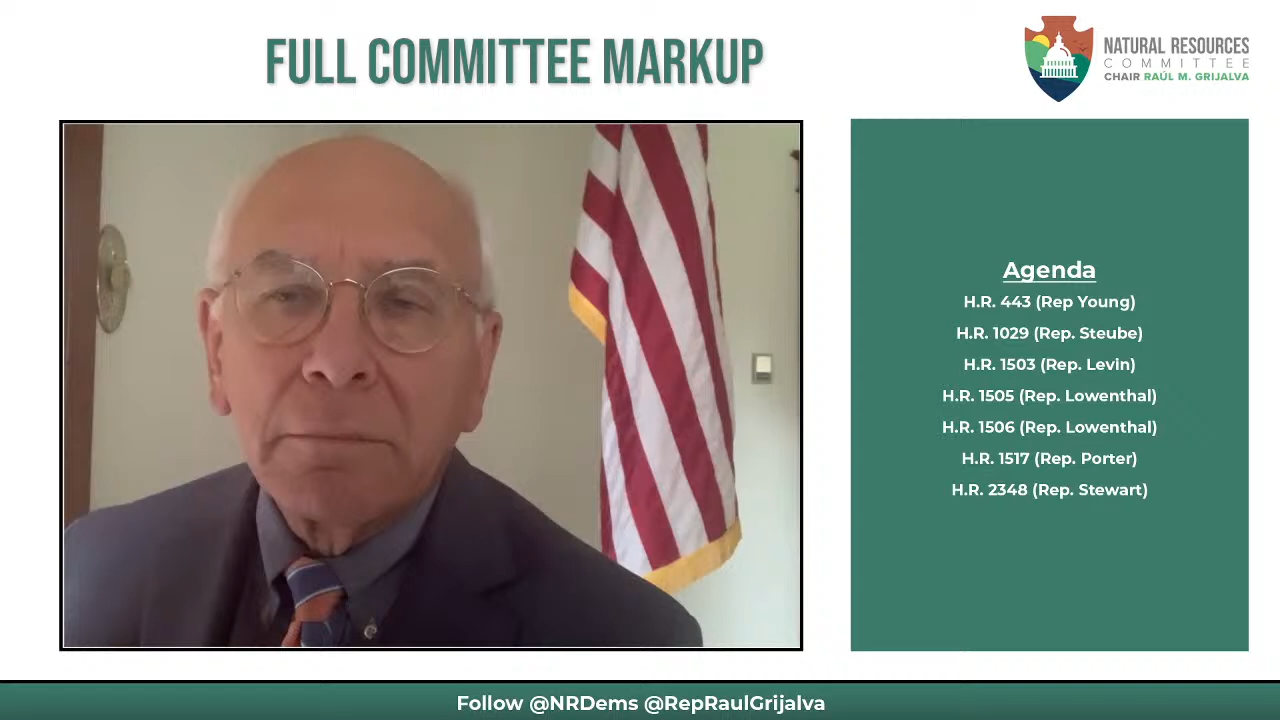 FULL COMMITTEE MARKUP
NATURAL RESOURCES
COMMITTEE
CHAIR RAÚL M. GRIJALVA
Agenda
H.R. 443 (Rep Young)
H.R. 1029 (Rep. Steube)
H.R. 1503 (Rep. Levin)
H.R. 1505 (Rep. Lowenthal)
H.R. 1506 (Rep. Lowenthal)
H.R. 1517 (Rep. Porter)
H.R. 2348 (Rep. Stewart)
Follow @NRDems @RepRaulGrijalva